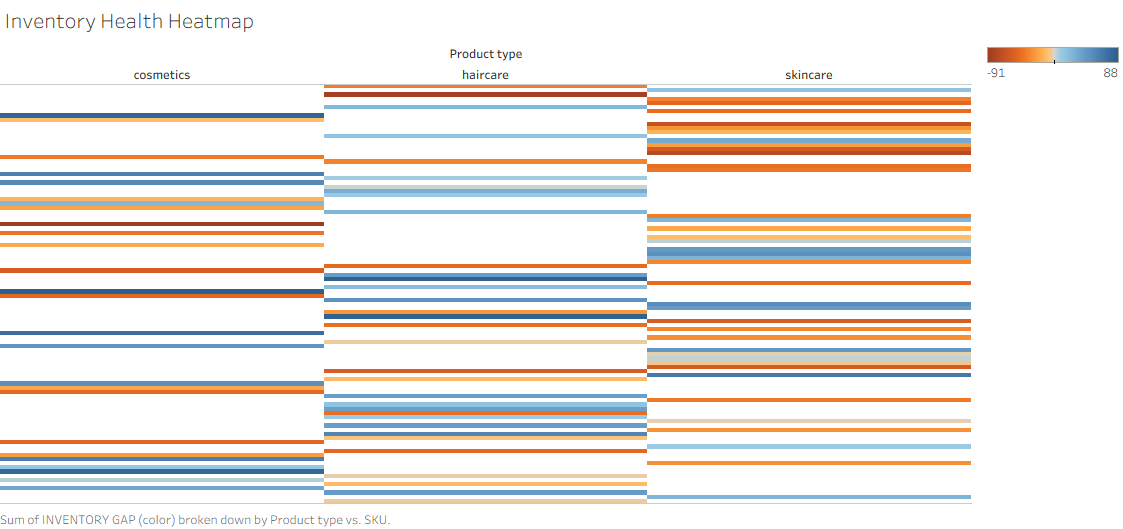 Inventory Health Heatmap
Product type
cosmetics haircare skincare
-91 88
Sum of INVENTORY GAP (color) broken down by Product type vs. SKU.